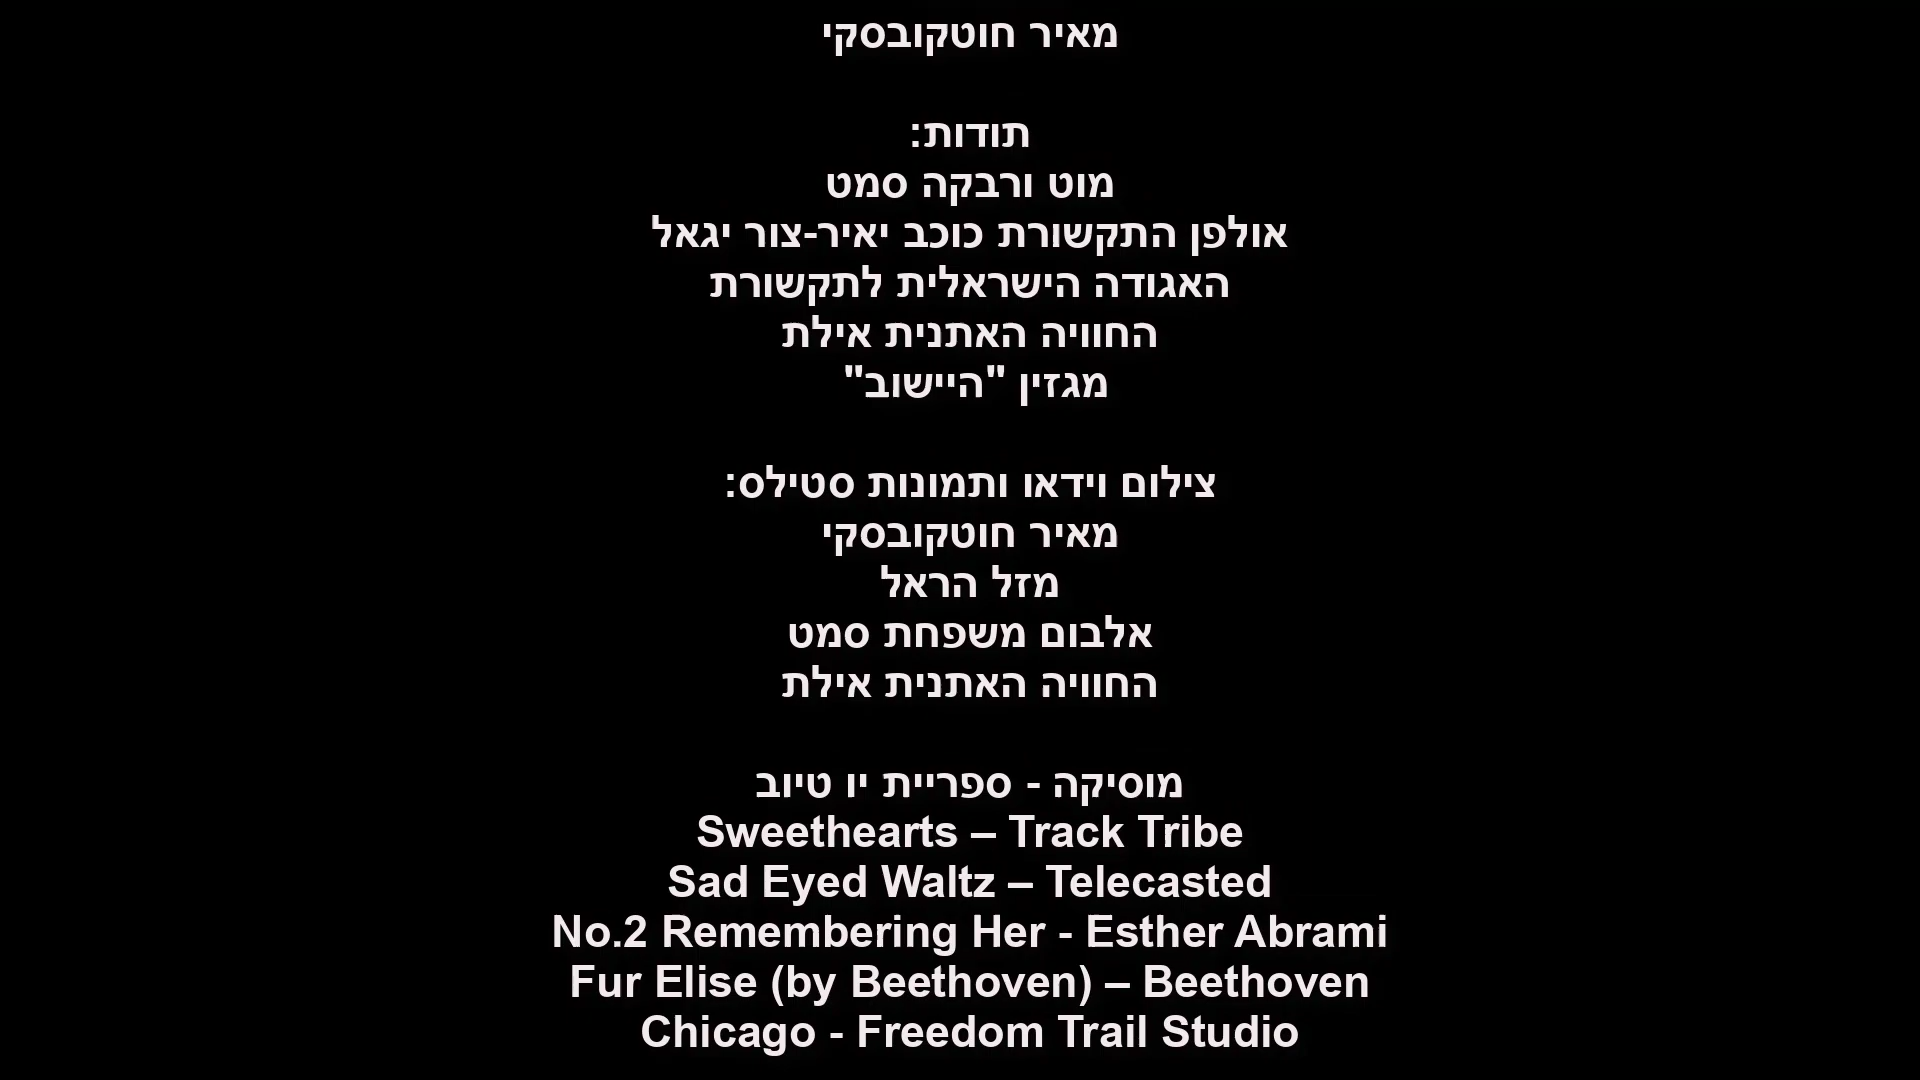 מאיר חוטקובסקי
תודות:
מוט ורבקה סמט
אולפן התקשורת כוכב יאיר-צור יגאל
האגודה הישראלית לתקשורת
החוויה האתנית אילת
מגזין "היישוב"
צילום וידאו ותמונות סטילס:
מאיר חוטקובסקי
מזל הראל
אלבום משפחת סמט
החוויה האתנית אילת
מוסיקה - ספריית יו טיוב
Sweethearts – Track Tribe
Sad Eyed Waltz – Telecasted
No.2 Remembering Her - Esther Abrami
Fur Elise (by Beethoven) – Beethoven
Chicago - Freedom Trail Studio